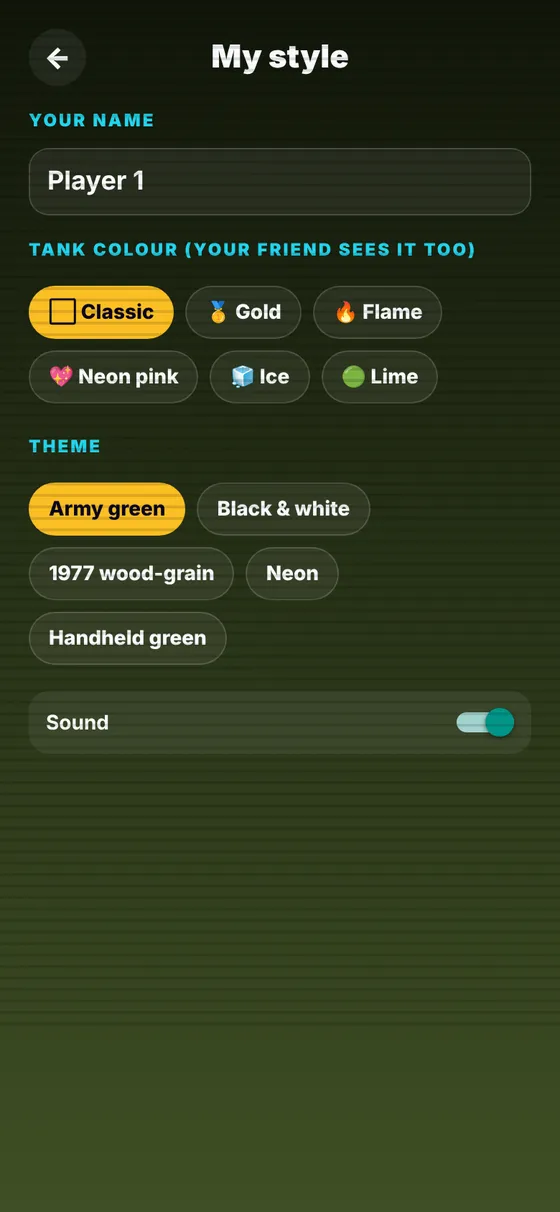 My style
YOUR NAME
Player 1
TANK COLOUR (YOUR FRIEND SEES IT TOO)
Classic
🥇 Gold
🔥 Flame
💖 Neon pink
🧊 Ice
🟢 Lime
THEME
Army green
Black & white
1977 wood-grain
Neon
Handheld green
Sound